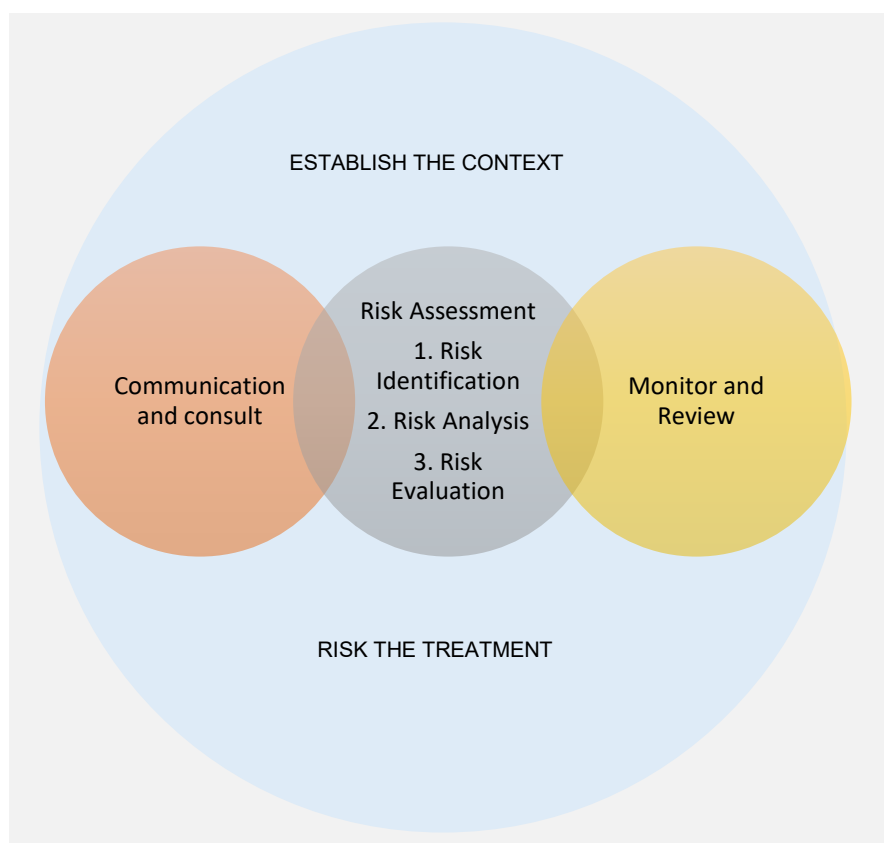 ESTABLISH THE CONTEXT
Communication
and consult
Risk Assessment
1. Risk
Identification
2. Risk Analysis
3. Risk
Evaluation
Monitor and
Review
RISK THE TREATMENT